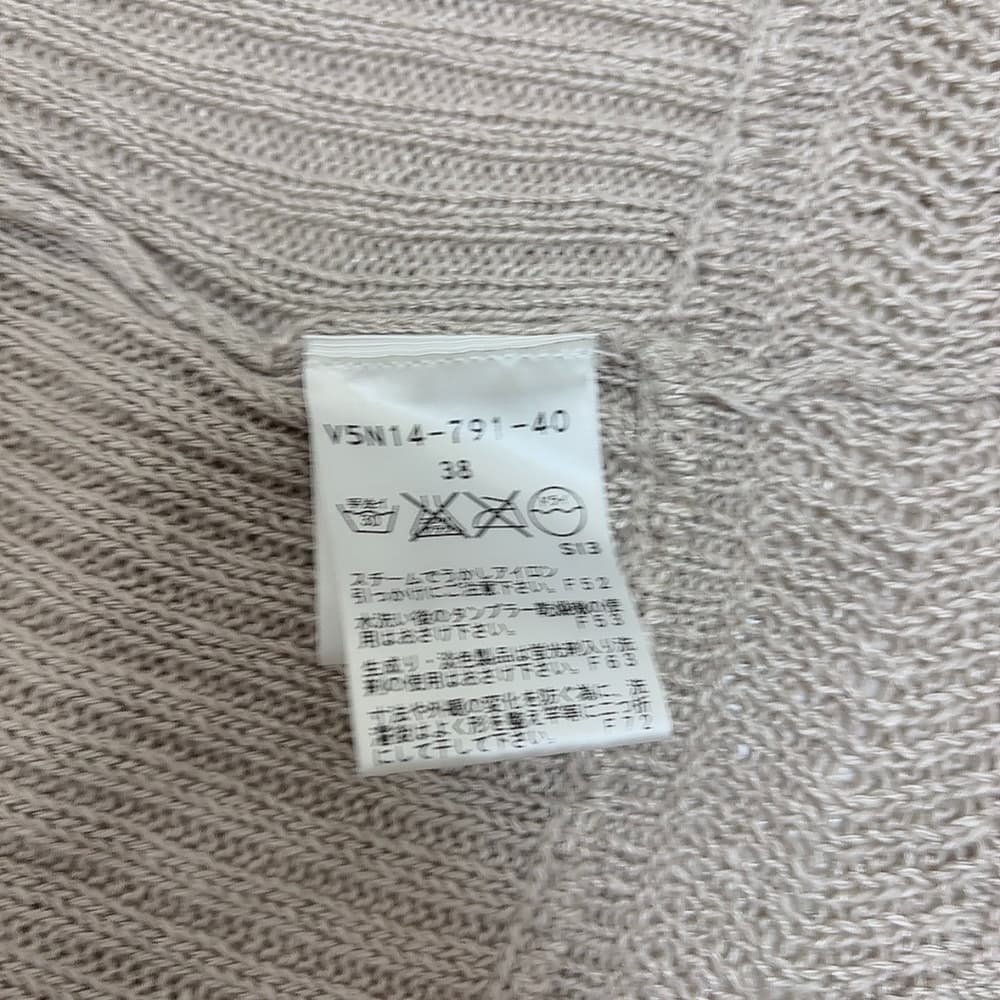 V5N14-791-40
38
手洗イ
30
ドライ
S13
スチームでうかしアイロン
引っかけにご注意下さい。F52
水洗い後のタンブラー乾燥機の使
用はおさけ下さい。 F53
生成り・淡色製品は蛍光剤入り洗
剤の使用はおさけ下さい。F63
寸法や外観の変化を防ぐ為に、洗
濯後はよく形を整え平箱に二つ折
にして干して下さい。 F72